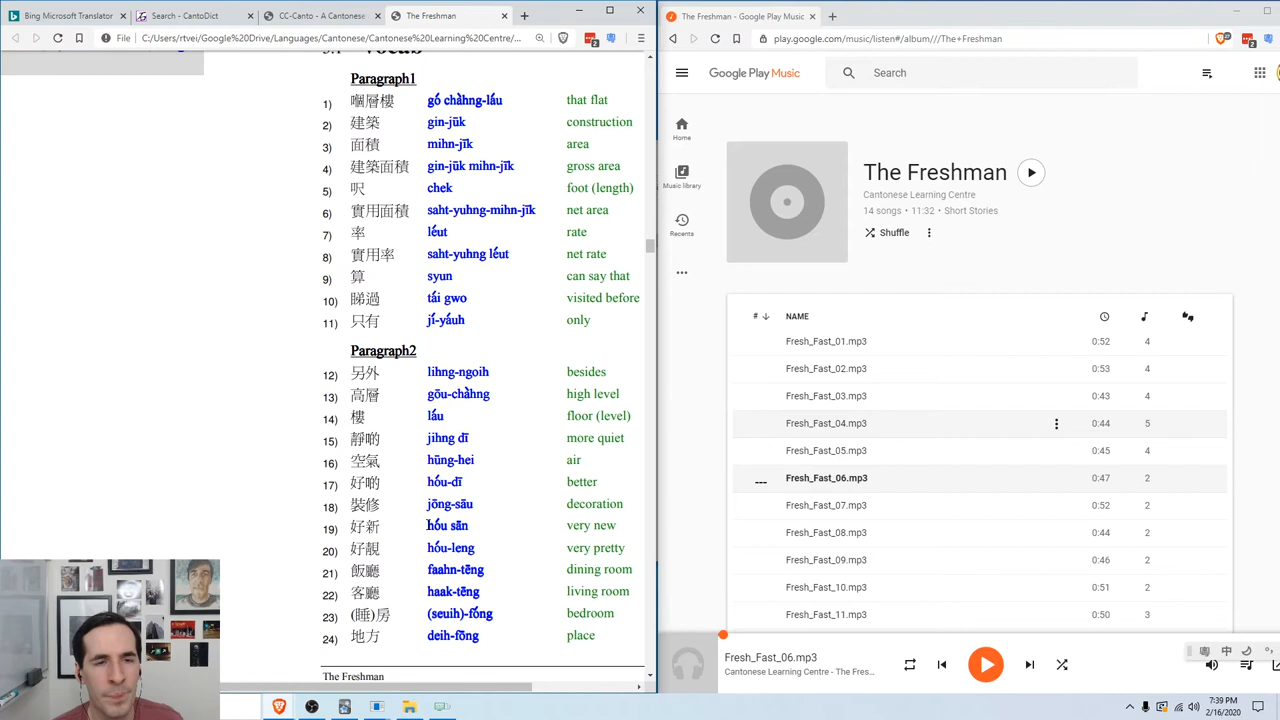 Bing Microsoft Translator
Search - CantoDict
CC-Canto - A Cantonese
The Freshman
The Freshman - Google Play Music
File
C:/Users/rtvei/Google%20Drive/Languages/Cantonese/Cantonese%20Learning%20Centre/...
play.google.com/music/listen#/album///The+Freshman
Vocab
Paragraph1
1) 嗰層樓 gó chàhng-láu that flat
2) 建築 gin-jūk construction
3) 面積 mihn-jīk area
4) 建築面積 gin-jūk mihn-jīk gross area
5) 呎 chek foot (length)
6) 實用面積 saht-yuhng-mihn-jīk net area
7) 率 léut rate
8) 實用率 saht-yuhng léut net rate
9) 算 syun can say that
10) 睇過 tái gwo visited before
11) 只有 jí-yáuh only
Paragraph2
12) 另外 lihng-ngoih besides
13) 高層 gōu-chàhng high level
14) 樓 láu floor (level)
15) 靜啲 jihng dī more quiet
16) 空氣 hūng-hei air
17) 好啲 hóu-dī better
18) 裝修 jōng-sāu decoration
19) 好新 hóu sān very new
20) 好靚 hóu-leng very pretty
21) 飯廳 faahn-tēng dining room
22) 客廳 haak-tēng living room
23) (睡)房 (seuih)-fóng bedroom
24) 地方 deih-fōng place
The Freshman
Google Play Music
Search
Home
Music library
Recents
The Freshman
Cantonese Learning Centre
14 songs • 11:32 • Short Stories
Shuffle
# NAME
Fresh_Fast_01.mp3 0:52 4
Fresh_Fast_02.mp3 0:53 4
Fresh_Fast_03.mp3 0:43 4
Fresh_Fast_04.mp3 0:44 5
Fresh_Fast_05.mp3 0:45 4
Fresh_Fast_06.mp3 0:47 2
Fresh_Fast_07.mp3 0:52 2
Fresh_Fast_08.mp3 0:44 2
Fresh_Fast_09.mp3 0:46 2
Fresh_Fast_10.mp3 0:51 2
Fresh_Fast_11.mp3 0:50 3
Fresh_Fast_06.mp3
Cantonese Learning Centre - The Fres...
中
7:39 PM
2/16/2020